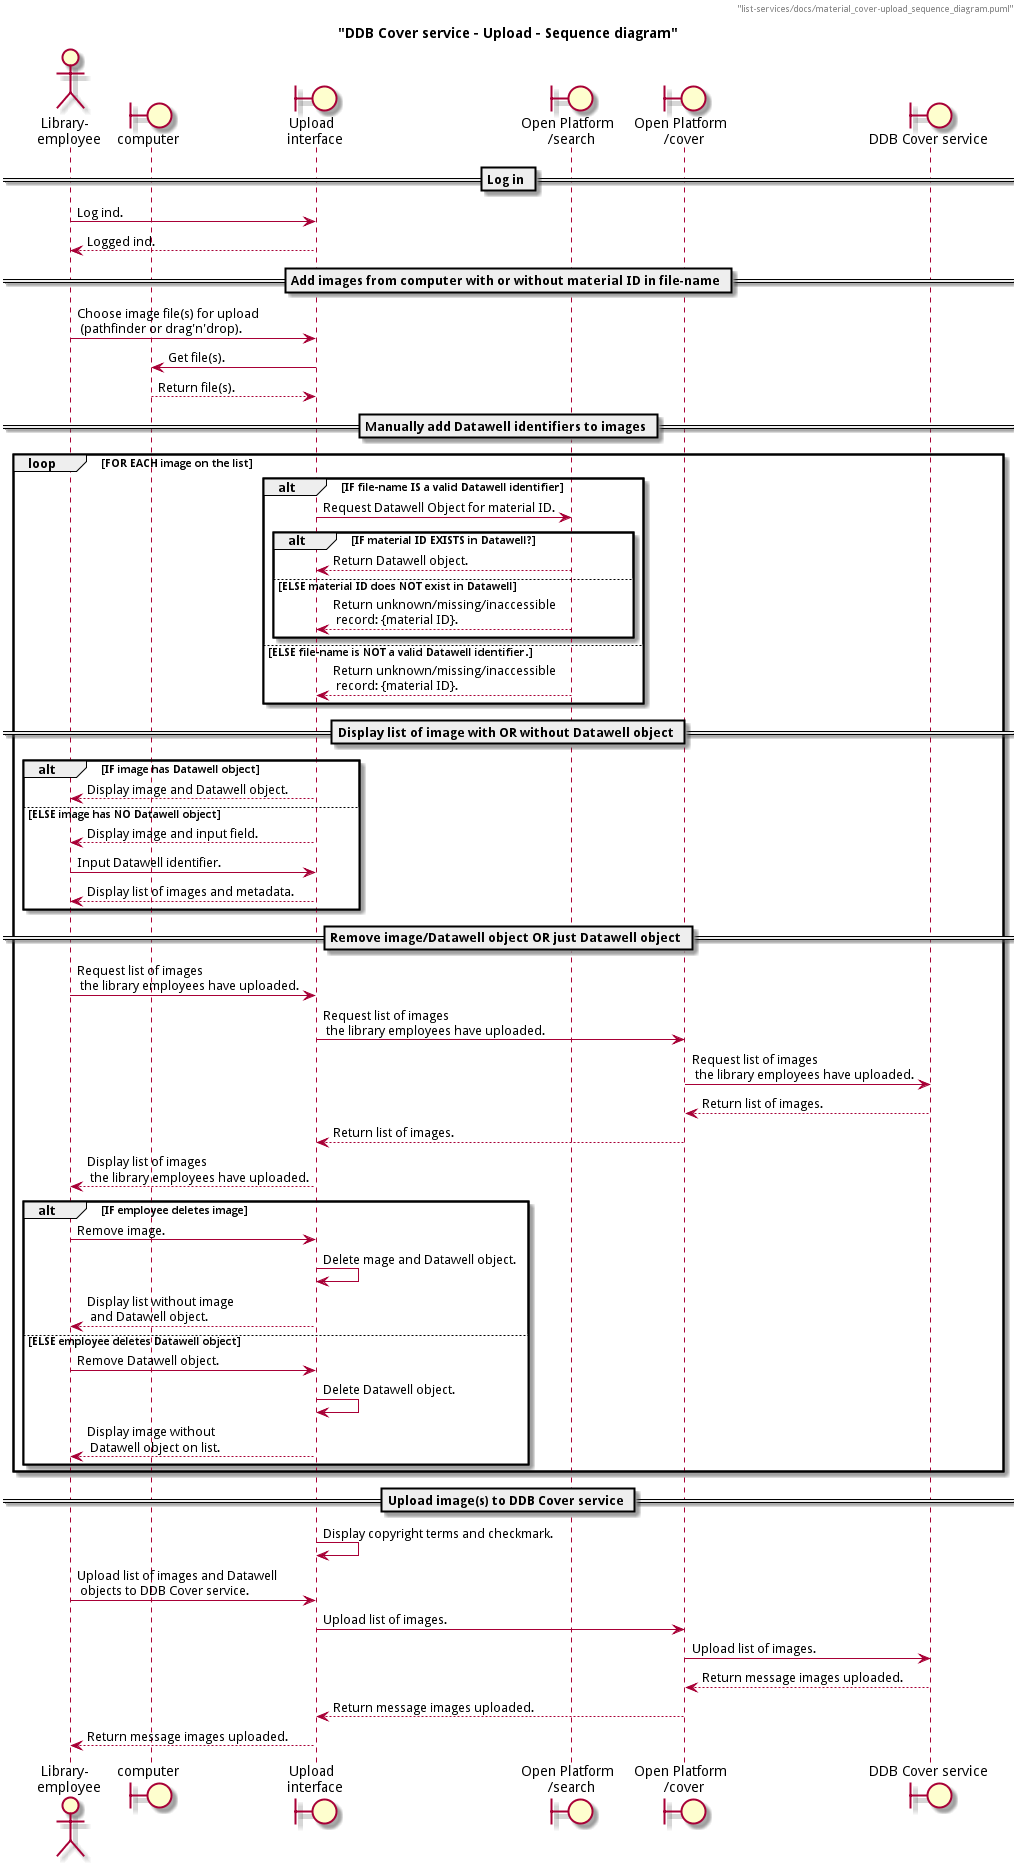 "list-services/docs/material_cover-upload_sequence_diagram.puml"
"DDB Cover service - Upload - Sequence diagram"
Library-
employee
computer
Upload
interface
Open Platform
/search
Open Platform
/cover
DDB Cover service
Log in
Log ind.
Logged ind.
Add images from computer with or without material ID in file-name
Choose image file(s) for upload
(pathfinder or drag'n'drop).
Get file(s).
Return file(s).
Manually add Datawell identifiers to images
loop [FOR EACH image on the list]
alt [IF file-name IS a valid Datawell identifier]
Request Datawell Object for material ID.
alt [IF material ID EXISTS in Datawell?]
Return Datawell object.
[ELSE material ID does NOT exist in Datawell]
Return unknown/missing/inaccessible
record: {material ID}.
[ELSE file-name is NOT a valid Datawell identifier.]
Return unknown/missing/inaccessible
record: {material ID}.
Display list of image with OR without Datawell object
alt [IF image has Datawell object]
Display image and Datawell object.
[ELSE image has NO Datawell object]
Display image and input field.
Input Datawell identifier.
Display list of images and metadata.
Remove image/Datawell object OR just Datawell object
Request list of images
the library employees have uploaded.
Request list of images
the library employees have uploaded.
Request list of images
the library employees have uploaded.
Return list of images.
Return list of images.
Display list of images
the library employees have uploaded.
alt [IF employee deletes image]
Remove image.
Delete mage and Datawell object.
Display list without image
and Datawell object.
[ELSE employee deletes Datawell object]
Remove Datawell object.
Delete Datawell object.
Display image without
Datawell object on list.
Upload image(s) to DDB Cover service
Display copyright terms and checkmark.
Upload list of images and Datawell
objects to DDB Cover service.
Upload list of images.
Upload list of images.
Return message images uploaded.
Return message images uploaded.
Return message images uploaded.
Library-
employee
computer
Upload
interface
Open Platform
/search
Open Platform
/cover
DDB Cover service